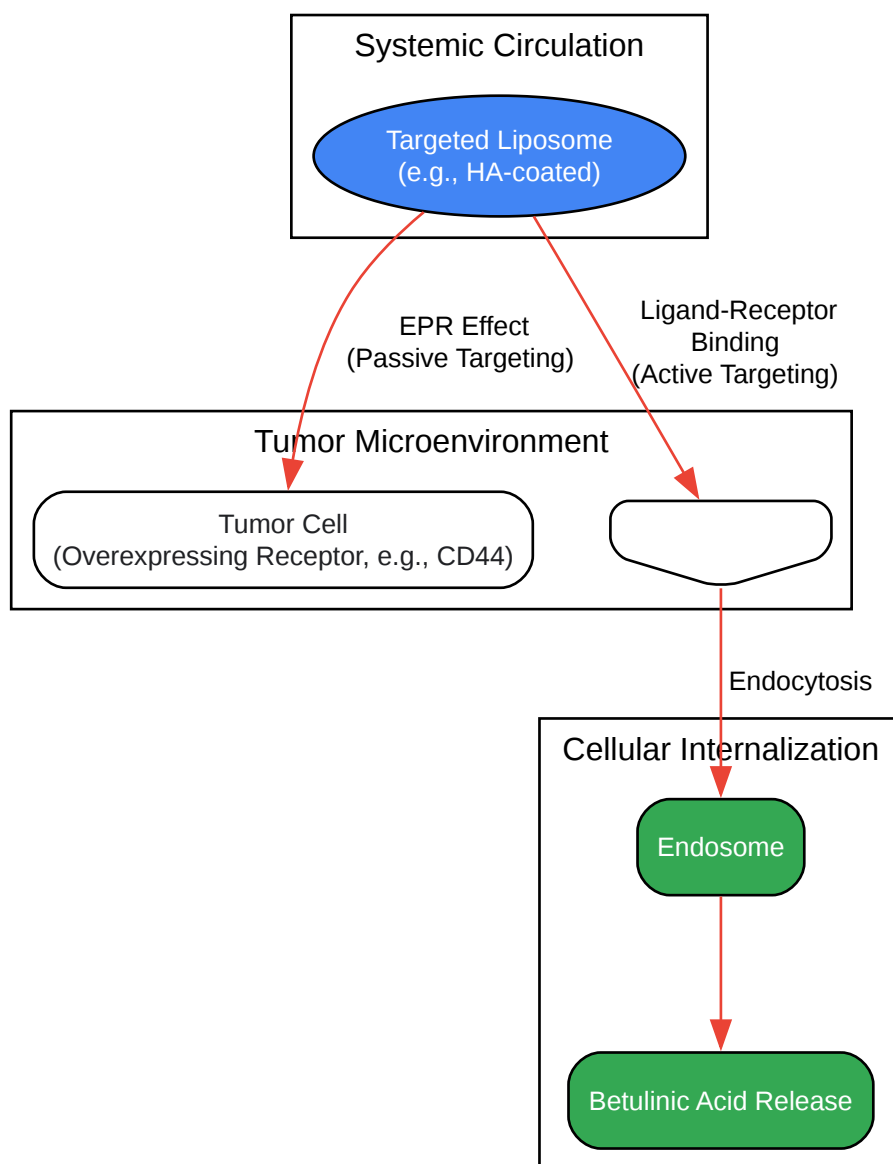 Systemic Circulation
Targeted Liposome
(e.g., HA-coated)
EPR Effect
(Passive Targeting)
Ligand-Receptor
Binding
(Active Targeting)
Tumor Microenvironment
Tumor Cell
(Overexpressing Receptor, e.g., CD44)
Endocytosis
Cellular Internalization
Endosome
Betulinic Acid Release